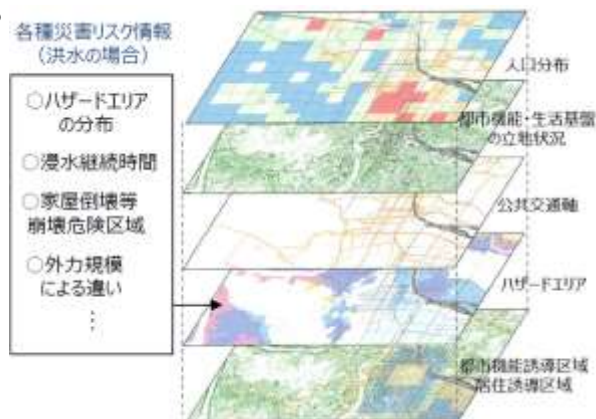 各種災害リスク情報
（洪水の場合）
○ハザードエリア
の分布
○浸水継続時間
○家屋倒壊等
崩壊危険区域
○外力規模
による違い
⋮
人口分布
都市機能・生活基盤
の立地状況
公共交通軸
ハザードエリア
都市機能誘導区域
居住誘導区域